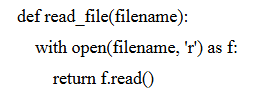 def read_file(filename):
    with open(filename, 'r') as f:
        return f.read()